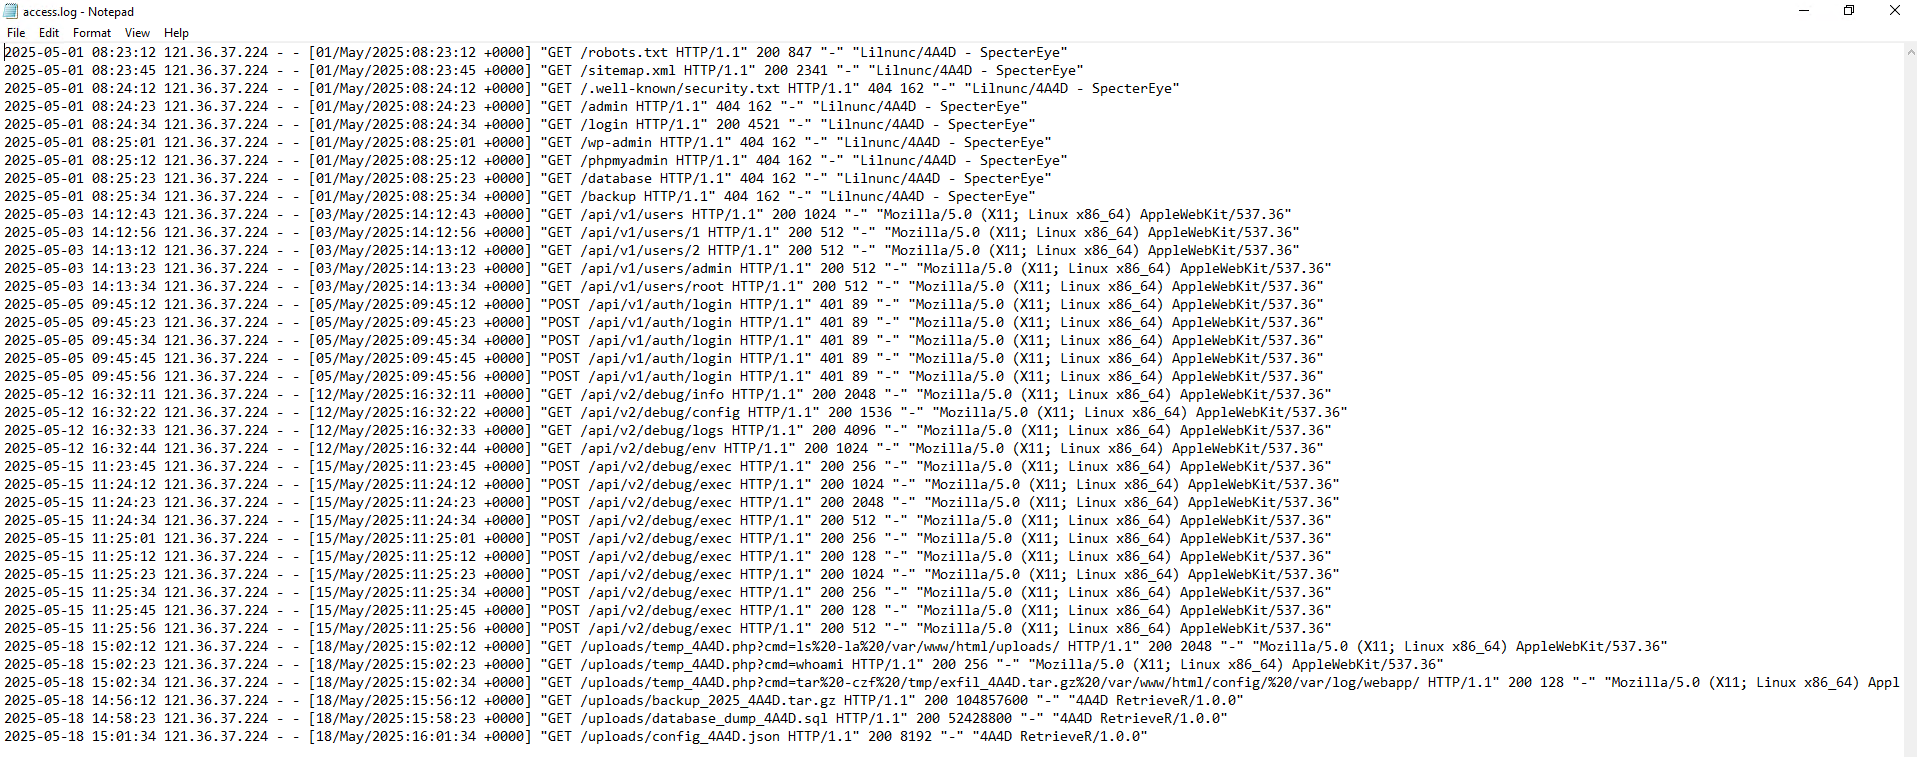 access.log - Notepad
File Edit Format View Help
2025-05-01 08:23:12 121.36.37.224 - - [01/May/2025:08:23:12 +0000] "GET /robots.txt HTTP/1.1" 200 847 "-" "Lilnunc/4A4D - SpecterEye"
2025-05-01 08:23:45 121.36.37.224 - - [01/May/2025:08:23:45 +0000] "GET /sitemap.xml HTTP/1.1" 200 2341 "-" "Lilnunc/4A4D - SpecterEye"
2025-05-01 08:24:12 121.36.37.224 - - [01/May/2025:08:24:12 +0000] "GET /.well-known/security.txt HTTP/1.1" 404 162 "-" "Lilnunc/4A4D - SpecterEye"
2025-05-01 08:24:23 121.36.37.224 - - [01/May/2025:08:24:23 +0000] "GET /admin HTTP/1.1" 404 162 "-" "Lilnunc/4A4D - SpecterEye"
2025-05-01 08:24:34 121.36.37.224 - - [01/May/2025:08:24:34 +0000] "GET /login HTTP/1.1" 200 4521 "-" "Lilnunc/4A4D - SpecterEye"
2025-05-01 08:25:01 121.36.37.224 - - [01/May/2025:08:25:01 +0000] "GET /wp-admin HTTP/1.1" 404 162 "-" "Lilnunc/4A4D - SpecterEye"
2025-05-01 08:25:12 121.36.37.224 - - [01/May/2025:08:25:12 +0000] "GET /phpmyadmin HTTP/1.1" 404 162 "-" "Lilnunc/4A4D - SpecterEye"
2025-05-01 08:25:23 121.36.37.224 - - [01/May/2025:08:25:23 +0000] "GET /database HTTP/1.1" 404 162 "-" "Lilnunc/4A4D - SpecterEye"
2025-05-01 08:25:34 121.36.37.224 - - [01/May/2025:08:25:34 +0000] "GET /backup HTTP/1.1" 404 162 "-" "Lilnunc/4A4D - SpecterEye"
2025-05-03 14:12:43 121.36.37.224 - - [03/May/2025:14:12:43 +0000] "GET /api/v1/users HTTP/1.1" 200 1024 "-" "Mozilla/5.0 (X11; Linux x86_64) AppleWebKit/537.36"
2025-05-03 14:12:56 121.36.37.224 - - [03/May/2025:14:12:56 +0000] "GET /api/v1/users/1 HTTP/1.1" 200 512 "-" "Mozilla/5.0 (X11; Linux x86_64) AppleWebKit/537.36"
2025-05-03 14:13:12 121.36.37.224 - - [03/May/2025:14:13:12 +0000] "GET /api/v1/users/2 HTTP/1.1" 200 512 "-" "Mozilla/5.0 (X11; Linux x86_64) AppleWebKit/537.36"
2025-05-03 14:13:23 121.36.37.224 - - [03/May/2025:14:13:23 +0000] "GET /api/v1/users/admin HTTP/1.1" 200 512 "-" "Mozilla/5.0 (X11; Linux x86_64) AppleWebKit/537.36"
2025-05-03 14:13:34 121.36.37.224 - - [03/May/2025:14:13:34 +0000] "GET /api/v1/users/root HTTP/1.1" 200 512 "-" "Mozilla/5.0 (X11; Linux x86_64) AppleWebKit/537.36"
2025-05-05 09:45:12 121.36.37.224 - - [05/May/2025:09:45:12 +0000] "POST /api/v1/auth/login HTTP/1.1" 401 89 "-" "Mozilla/5.0 (X11; Linux x86_64) AppleWebKit/537.36"
2025-05-05 09:45:23 121.36.37.224 - - [05/May/2025:09:45:23 +0000] "POST /api/v1/auth/login HTTP/1.1" 401 89 "-" "Mozilla/5.0 (X11; Linux x86_64) AppleWebKit/537.36"
2025-05-05 09:45:34 121.36.37.224 - - [05/May/2025:09:45:34 +0000] "POST /api/v1/auth/login HTTP/1.1" 401 89 "-" "Mozilla/5.0 (X11; Linux x86_64) AppleWebKit/537.36"
2025-05-05 09:45:45 121.36.37.224 - - [05/May/2025:09:45:45 +0000] "POST /api/v1/auth/login HTTP/1.1" 401 89 "-" "Mozilla/5.0 (X11; Linux x86_64) AppleWebKit/537.36"
2025-05-05 09:45:56 121.36.37.224 - - [05/May/2025:09:45:56 +0000] "POST /api/v1/auth/login HTTP/1.1" 401 89 "-" "Mozilla/5.0 (X11; Linux x86_64) AppleWebKit/537.36"
2025-05-12 16:32:11 121.36.37.224 - - [12/May/2025:16:32:11 +0000] "GET /api/v2/debug/info HTTP/1.1" 200 2048 "-" "Mozilla/5.0 (X11; Linux x86_64) AppleWebKit/537.36"
2025-05-12 16:32:22 121.36.37.224 - - [12/May/2025:16:32:22 +0000] "GET /api/v2/debug/config HTTP/1.1" 200 1536 "-" "Mozilla/5.0 (X11; Linux x86_64) AppleWebKit/537.36"
2025-05-12 16:32:33 121.36.37.224 - - [12/May/2025:16:32:33 +0000] "GET /api/v2/debug/logs HTTP/1.1" 200 4096 "-" "Mozilla/5.0 (X11; Linux x86_64) AppleWebKit/537.36"
2025-05-12 16:32:44 121.36.37.224 - - [12/May/2025:16:32:44 +0000] "GET /api/v2/debug/env HTTP/1.1" 200 1024 "-" "Mozilla/5.0 (X11; Linux x86_64) AppleWebKit/537.36"
2025-05-15 11:23:45 121.36.37.224 - - [15/May/2025:11:23:45 +0000] "POST /api/v2/debug/exec HTTP/1.1" 200 256 "-" "Mozilla/5.0 (X11; Linux x86_64) AppleWebKit/537.36"
2025-05-15 11:24:12 121.36.37.224 - - [15/May/2025:11:24:12 +0000] "POST /api/v2/debug/exec HTTP/1.1" 200 1024 "-" "Mozilla/5.0 (X11; Linux x86_64) AppleWebKit/537.36"
2025-05-15 11:24:23 121.36.37.224 - - [15/May/2025:11:24:23 +0000] "POST /api/v2/debug/exec HTTP/1.1" 200 2048 "-" "Mozilla/5.0 (X11; Linux x86_64) AppleWebKit/537.36"
2025-05-15 11:24:34 121.36.37.224 - - [15/May/2025:11:24:34 +0000] "POST /api/v2/debug/exec HTTP/1.1" 200 512 "-" "Mozilla/5.0 (X11; Linux x86_64) AppleWebKit/537.36"
2025-05-15 11:25:01 121.36.37.224 - - [15/May/2025:11:25:01 +0000] "POST /api/v2/debug/exec HTTP/1.1" 200 256 "-" "Mozilla/5.0 (X11; Linux x86_64) AppleWebKit/537.36"
2025-05-15 11:25:12 121.36.37.224 - - [15/May/2025:11:25:12 +0000] "POST /api/v2/debug/exec HTTP/1.1" 200 128 "-" "Mozilla/5.0 (X11; Linux x86_64) AppleWebKit/537.36"
2025-05-15 11:25:23 121.36.37.224 - - [15/May/2025:11:25:23 +0000] "POST /api/v2/debug/exec HTTP/1.1" 200 1024 "-" "Mozilla/5.0 (X11; Linux x86_64) AppleWebKit/537.36"
2025-05-15 11:25:34 121.36.37.224 - - [15/May/2025:11:25:34 +0000] "POST /api/v2/debug/exec HTTP/1.1" 200 256 "-" "Mozilla/5.0 (X11; Linux x86_64) AppleWebKit/537.36"
2025-05-15 11:25:45 121.36.37.224 - - [15/May/2025:11:25:45 +0000] "POST /api/v2/debug/exec HTTP/1.1" 200 128 "-" "Mozilla/5.0 (X11; Linux x86_64) AppleWebKit/537.36"
2025-05-15 11:25:56 121.36.37.224 - - [15/May/2025:11:25:56 +0000] "POST /api/v2/debug/exec HTTP/1.1" 200 512 "-" "Mozilla/5.0 (X11; Linux x86_64) AppleWebKit/537.36"
2025-05-18 15:02:12 121.36.37.224 - - [18/May/2025:15:02:12 +0000] "GET /uploads/temp_4A4D.php?cmd=ls%20-la%20/var/www/html/uploads/ HTTP/1.1" 200 2048 "-" "Mozilla/5.0 (X11; Linux x86_64) AppleWebKit/537.36"
2025-05-18 15:02:23 121.36.37.224 - - [18/May/2025:15:02:23 +0000] "GET /uploads/temp_4A4D.php?cmd=whoami HTTP/1.1" 200 256 "-" "Mozilla/5.0 (X11; Linux x86_64) AppleWebKit/537.36"
2025-05-18 15:02:34 121.36.37.224 - - [18/May/2025:15:02:34 +0000] "GET /uploads/temp_4A4D.php?cmd=tar%20-czf%20/tmp/exfil_4A4D.tar.gz%20/var/www/html/config/%20/var/log/webapp/ HTTP/1.1" 200 128 "-" "Mozilla/5.0 (X11; Linux x86_64) Appl
2025-05-18 14:56:12 121.36.37.224 - - [18/May/2025:15:56:12 +0000] "GET /uploads/backup_2025_4A4D.tar.gz HTTP/1.1" 200 104857600 "-" "4A4D RetrieveR/1.0.0"
2025-05-18 14:58:23 121.36.37.224 - - [18/May/2025:15:58:23 +0000] "GET /uploads/database_dump_4A4D.sql HTTP/1.1" 200 52428800 "-" "4A4D RetrieveR/1.0.0"
2025-05-18 15:01:34 121.36.37.224 - - [18/May/2025:16:01:34 +0000] "GET /uploads/config_4A4D.json HTTP/1.1" 200 8192 "-" "4A4D RetrieveR/1.0.0"